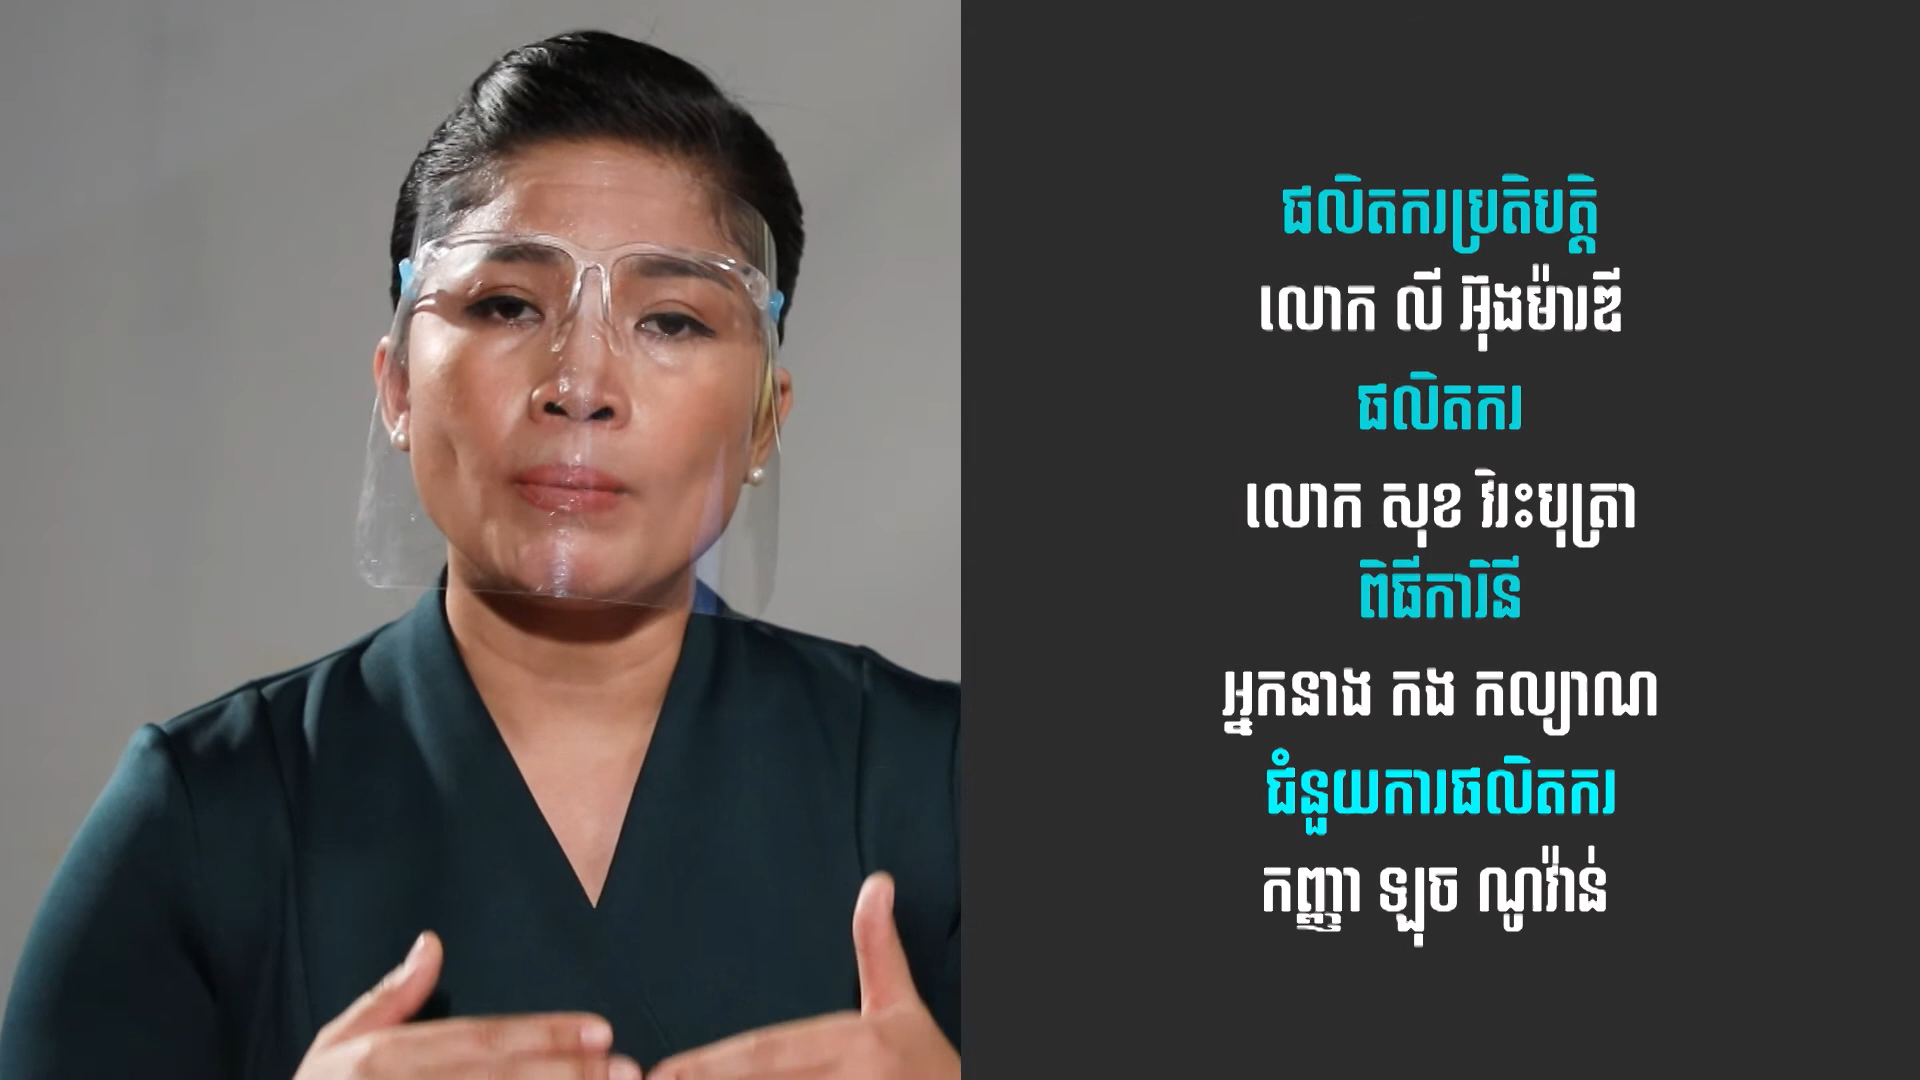 ផលិតករប្រតិបត្តិ
លោក លី អ៊ុងម៉ារឌី
ផលិតករ
លោក សុខ វិរះបុត្រា
ពិធីការិនី
អ្នកនាង កង កល្យាណ
ជំនួយការផលិតករ
កញ្ញា ឡុច ណូវ៉ាន់